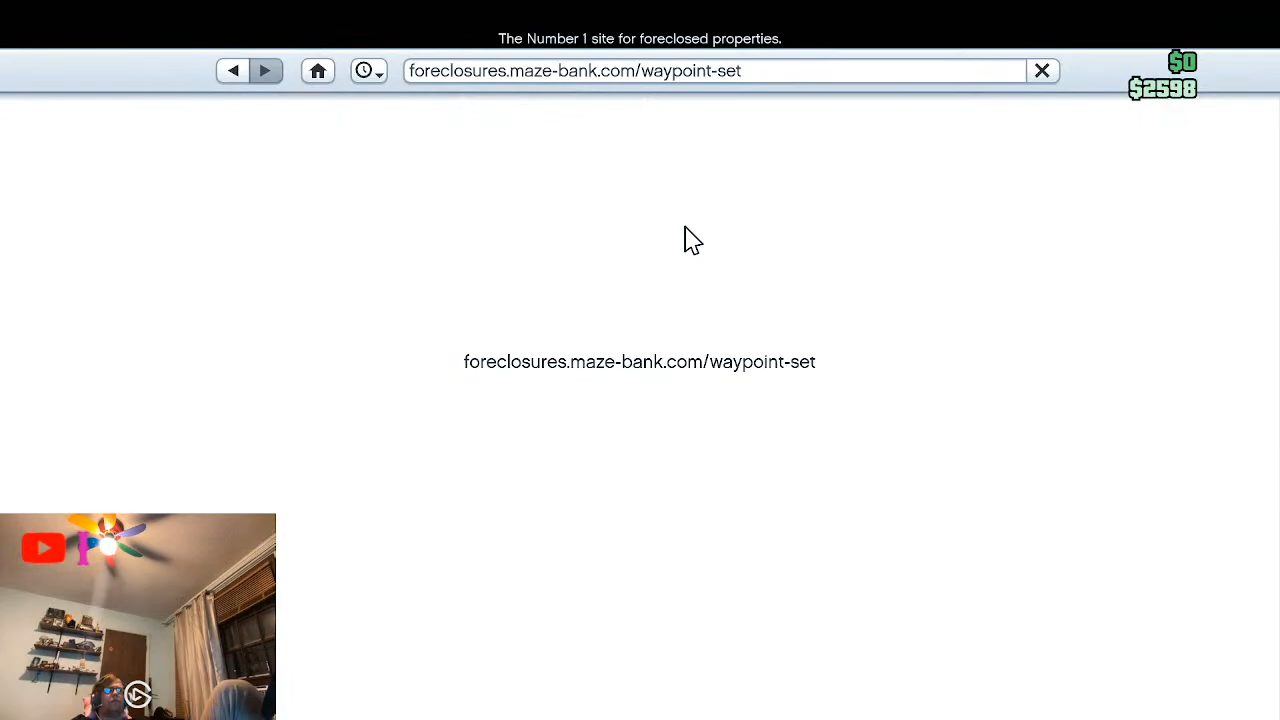 The Number 1 site for foreclosed properties.
foreclosures.maze-bank.com/waypoint-set
$0
$2598
foreclosures.maze-bank.com/waypoint-set